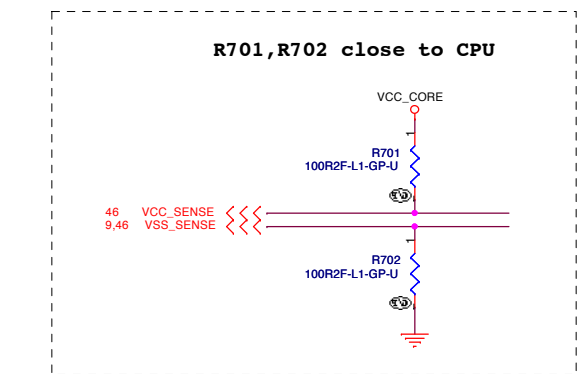 R701,R702 close to CPU
VCC_CORE
1
R701
100R2F-L1-GP-U
46 VCC_SENSE
9,46 VSS_SENSE
1
R702
100R2F-L1-GP-U